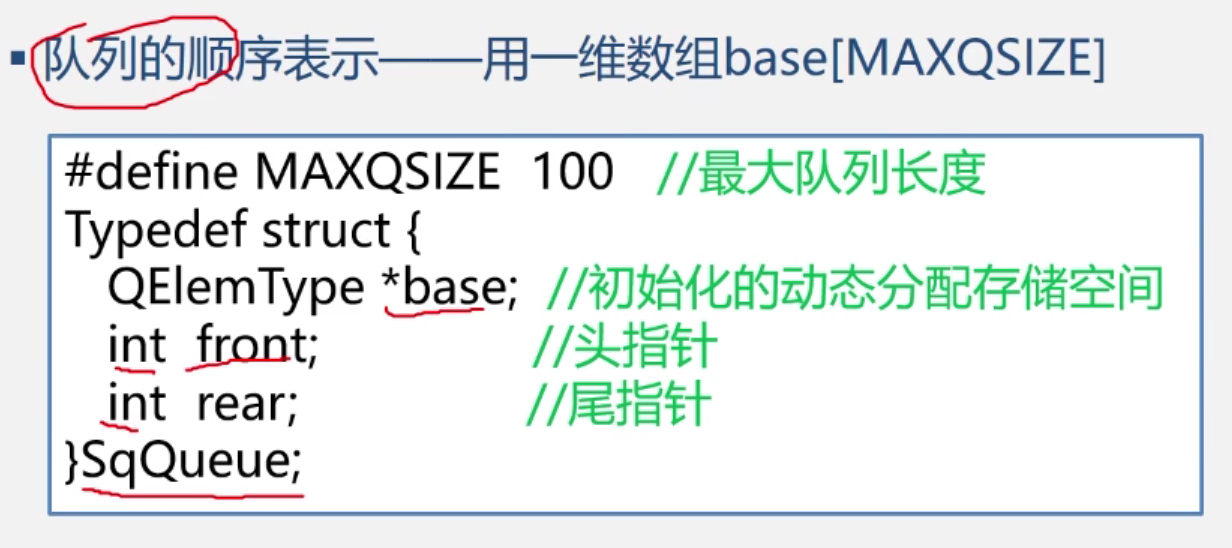 ▪ 队列的顺序表示——用一维数组base[MAXQSIZE]
#define MAXQSIZE 100 //最大队列长度
Typedef struct {
QElemType *base; //初始化的动态分配存储空间
int front; //头指针
int rear; //尾指针
}SqQueue;